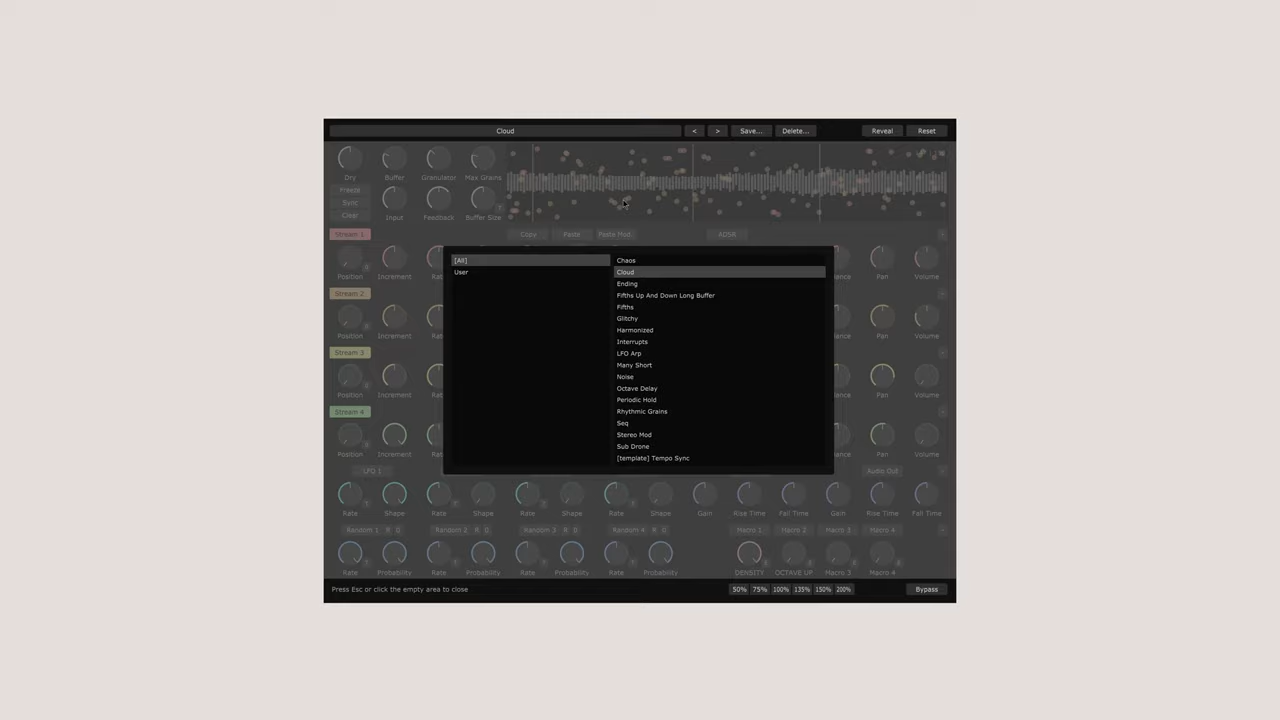 Cloud < > Save... Delete... Reveal Reset
Dry Buffer Granulator Max Grains
Freeze
Sync
Clear Input Feedback Buffer Size
Stream 1 Copy Paste Paste Mod. ADSR
Position Increment Pan Volume
Stream 2
Position Increment Pan Volume
Stream 3
Position Increment Pan Volume
Stream 4
Position Increment Pan Volume
[All]
User
Chaos
Cloud
Ending
Fifths Up And Down Long Buffer
Fifths
Glitchy
Harmonized
Interrupts
LFO Arp
Many Short
Noise
Octave Delay
Periodic Hold
Rhythmic Grains
Seq
Stereo Mod
Sub Drone
[template] Tempo Sync
LFO 1 Audio Out
Rate Shape Rate Shape Rate Shape Rate Shape Gain Rise Time Fall Time Gain Rise Time Fall Time
Random 1 R Random 2 R D Random 3 R D Random 4 R Macro 1 Macro 2 Macro 3 Macro 4
Rate Probability Rate Probability Rate Probability Rate Probability DENSITY OCTAVE UP Macro 3 Macro 4
Press Esc or click the empty area to close 50% 75% 100% 135% 150% 200% Bypass